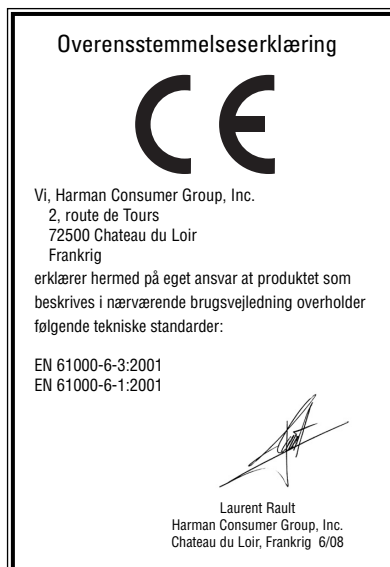 Overensstemmelseserklæring
CE
Vi, Harman Consumer Group, Inc.
2, route de Tours
72500 Chateau du Loir
Frankrig
erklærer hermed på eget ansvar at produktet som
beskrives i nærværende brugsvejledning overholder
følgende tekniske standarder:
EN 61000-6-3:2001
EN 61000-6-1:2001
Laurent Rault
Harman Consumer Group, Inc.
Chateau du Loir, Frankrig 6/08